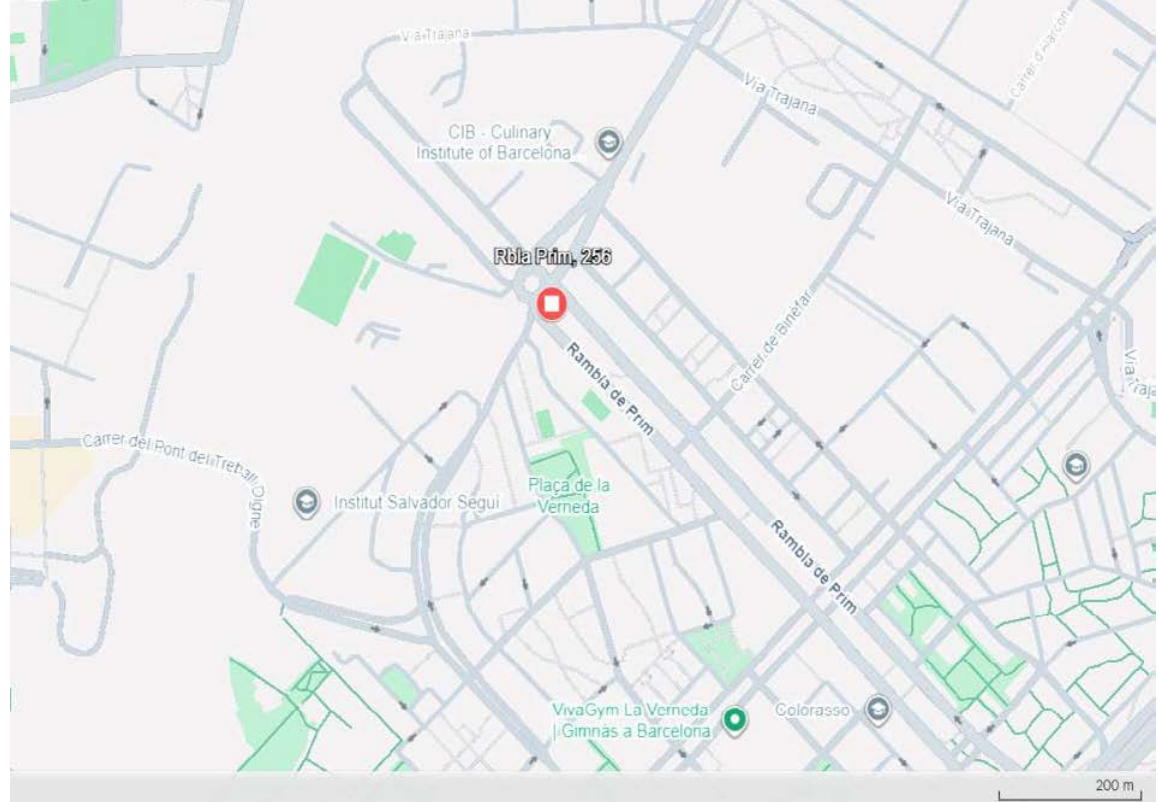 Via Trajana
Carrer d'Alarcón
Via Trajana
CIB - Culinary
Institute of Barcelona
Via Trajana
Rbla Prim, 256
Carrer de Binéfar
Rambla de Prim
Carrer del Pont del Treball Digne
Institut Salvador Seguí
Plaça de la
Verneda
Rambla de Prim
VivaGym La Verneda
| Gimnàs a Barcelona
Colorasso
200 m